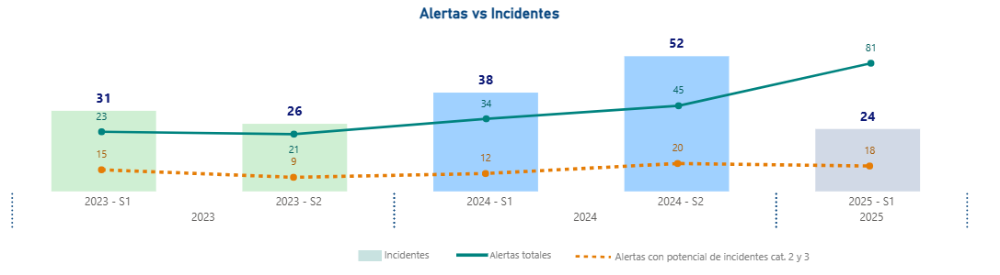 Alertas vs Incidentes
31
26
38
52
24
23
21
34
45
81
15
9
12
20
18
2023 - S1
2023 - S2
2024 - S1
2024 - S2
2025 - S1
2023
2024
2025
Incidentes
Alertas totales
Alertas con potencial de incidentes cat. 2 y 3